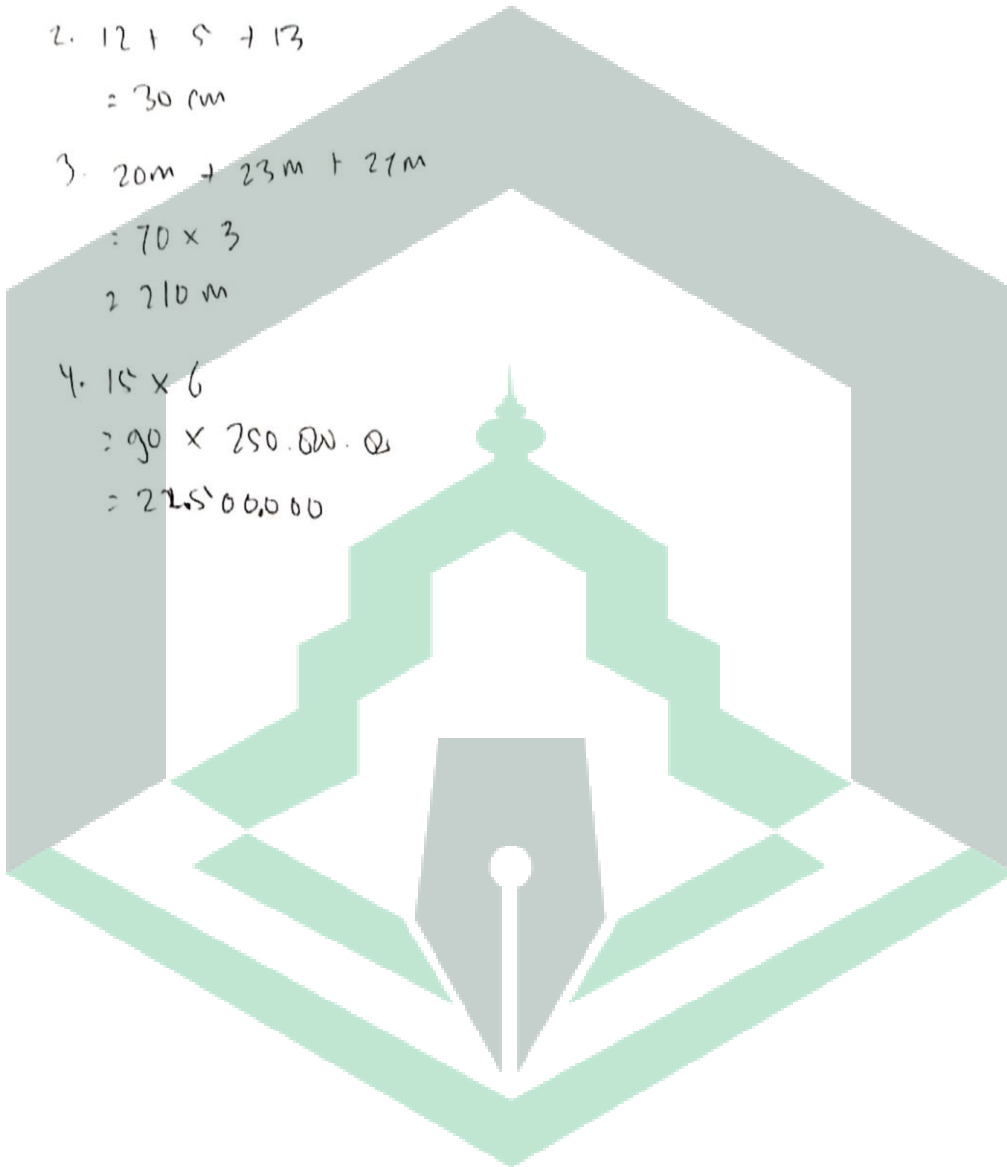 2. 12 + 5 + 13
= 30 cm
3. 20m + 23m + 27m
= 70 × 3
= 210 m
4. 15 × 6
= 90 × 250.000
= 22.500.000